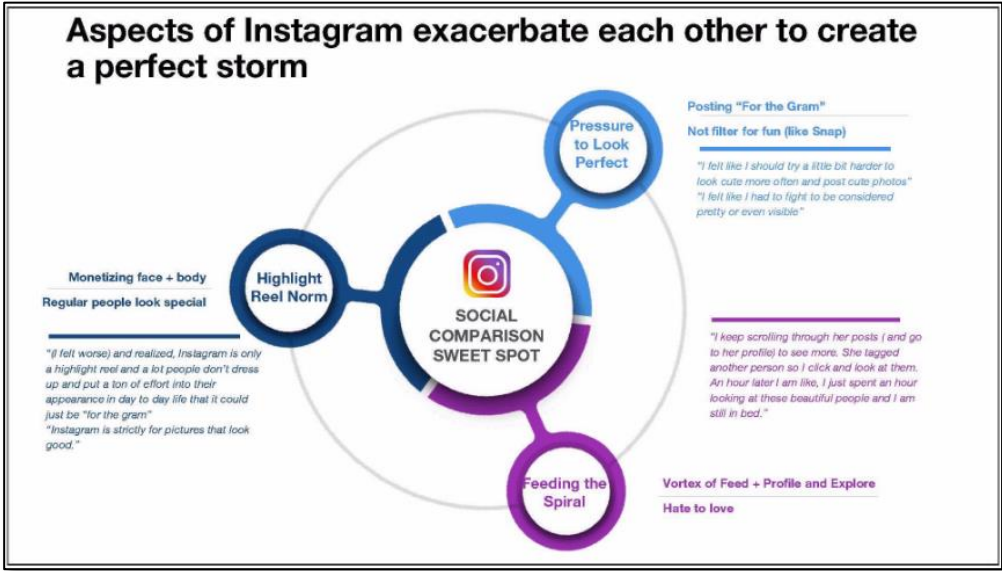 Aspects of Instagram exacerbate each other to create
a perfect storm
Pressure
to Look
Perfect
Posting "For the Gram"
Not filter for fun (like Snap)
"I felt like I should try a little bit harder to
look cute more often and post cute photos"
"I felt like I had to fight to be considered
pretty or even visible"
Highlight
Reel Norm
Monetizing face + body
Regular people look special
"(I felt worse) and realized, Instagram is only
a highlight reel and a lot people don't dress
up and put a ton of effort into their
appearance in day to day life that it could
just be "for the gram"
"Instagram is strictly for pictures that look
good."
SOCIAL
COMPARISON
SWEET SPOT
"I keep scrolling through her posts ( and go
to her profile) to see more. She tagged
another person so I click and look at them.
An hour later I am like, I just spent an hour
looking at these beautiful people and I am
still in bed."
Feeding the
Spiral
Vortex of Feed + Profile and Explore
Hate to love